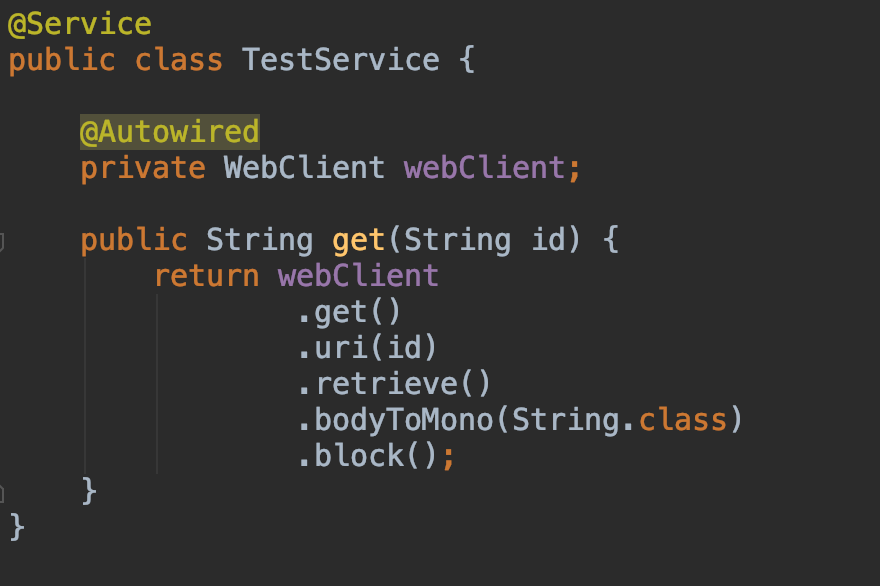 @Service
public class TestService {
@Autowired
private WebClient webClient;
public String get(String id) {
return webClient
.get()
.uri(id)
.retrieve()
.bodyToMono(String.class)
.block();
}
}